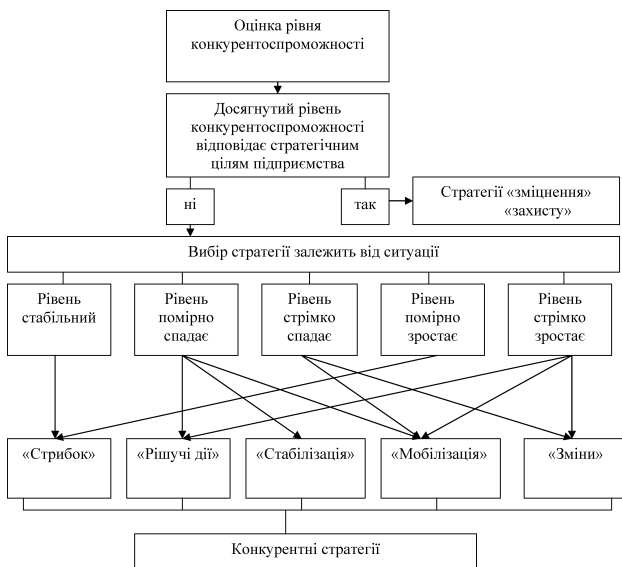 Оцінка рівня
конкурентоспроможності
Досягнутий рівень
конкурентоспроможності
відповідає стратегічним
цілям підприємства
ні
так
Стратегії «зміцнення»
«захисту»
Вибір стратегії залежить від ситуації
Рівень
стабільний
Рівень
помірно
спадає
Рівень
стрімко
спадає
Рівень
помірно
зростає
Рівень
стрімко
зростає
«Стрибок»
«Рішучі дії»
«Стабілізація»
«Мобілізація»
«Зміни»
Конкурентні стратегії